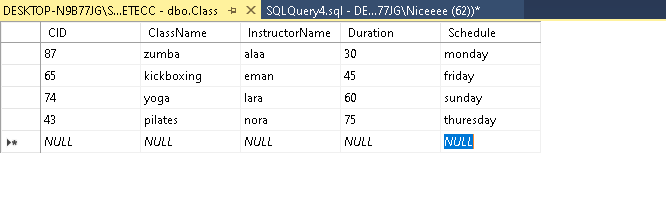 DESKTOP-N9B77JG\S...ETECC - dbo.Class SQLQuery4.sql - DE...77JG\Niceeee (62))*
CID ClassName InstructorName Duration Schedule
87 zumba alaa 30 monday
65 kickboxing eman 45 friday
74 yoga lara 60 sunday
43 pilates nora 75 thuresday
NULL NULL NULL NULL NULL